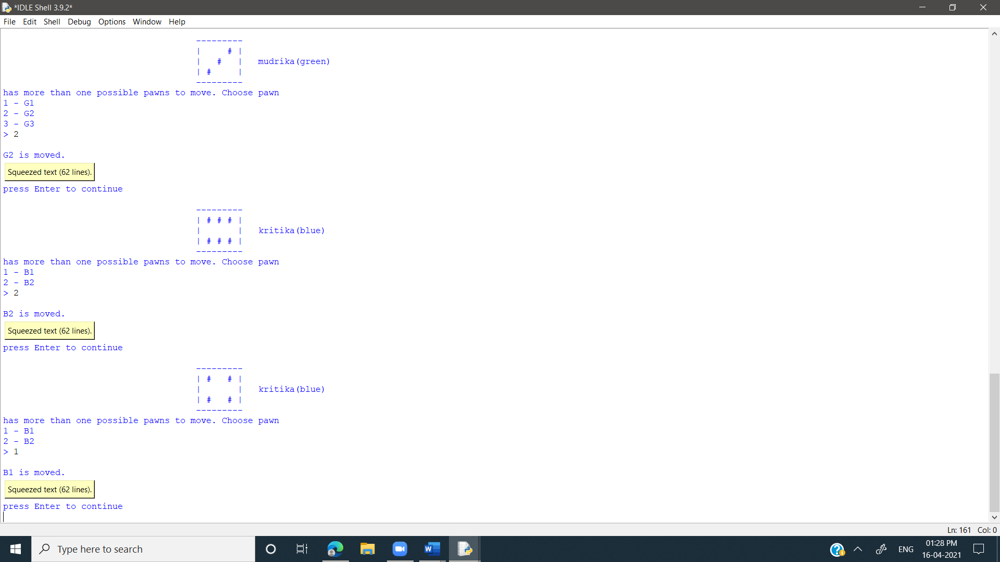 *IDLE Shell 3.9.2*
File Edit Shell Debug Options Window Help
---------
|     # |
|   #   |   mudrika(green)
| #     |
---------
has more than one possible pawns to move. Choose pawn
1 - G1
2 - G2
3 - G3
> 2
G2 is moved.
Squeezed text (62 lines).
press Enter to continue
---------
| # # # |
|       |   kritika(blue)
| # # # |
---------
has more than one possible pawns to move. Choose pawn
1 - B1
2 - B2
> 2
B2 is moved.
Squeezed text (62 lines).
press Enter to continue
---------
| #   # |
|       |   kritika(blue)
| #   # |
---------
has more than one possible pawns to move. Choose pawn
1 - B1
2 - B2
> 1
B1 is moved.
Squeezed text (62 lines).
press Enter to continue
Ln: 161 Col: 0
Type here to search
ENG
01:28 PM
16-04-2021